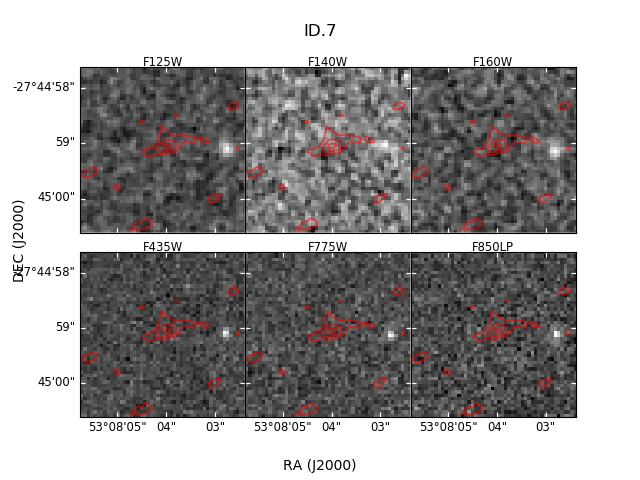 ID.7
F125W F140W F160W
-27°44'58"
59"
45'00"
F435W F775W F850LP
-27°44'58"
59"
45'00"
DEC (J2000)
53°08'05" 04" 03" 53°08'05" 04" 03" 53°08'05" 04" 03"
RA (J2000)